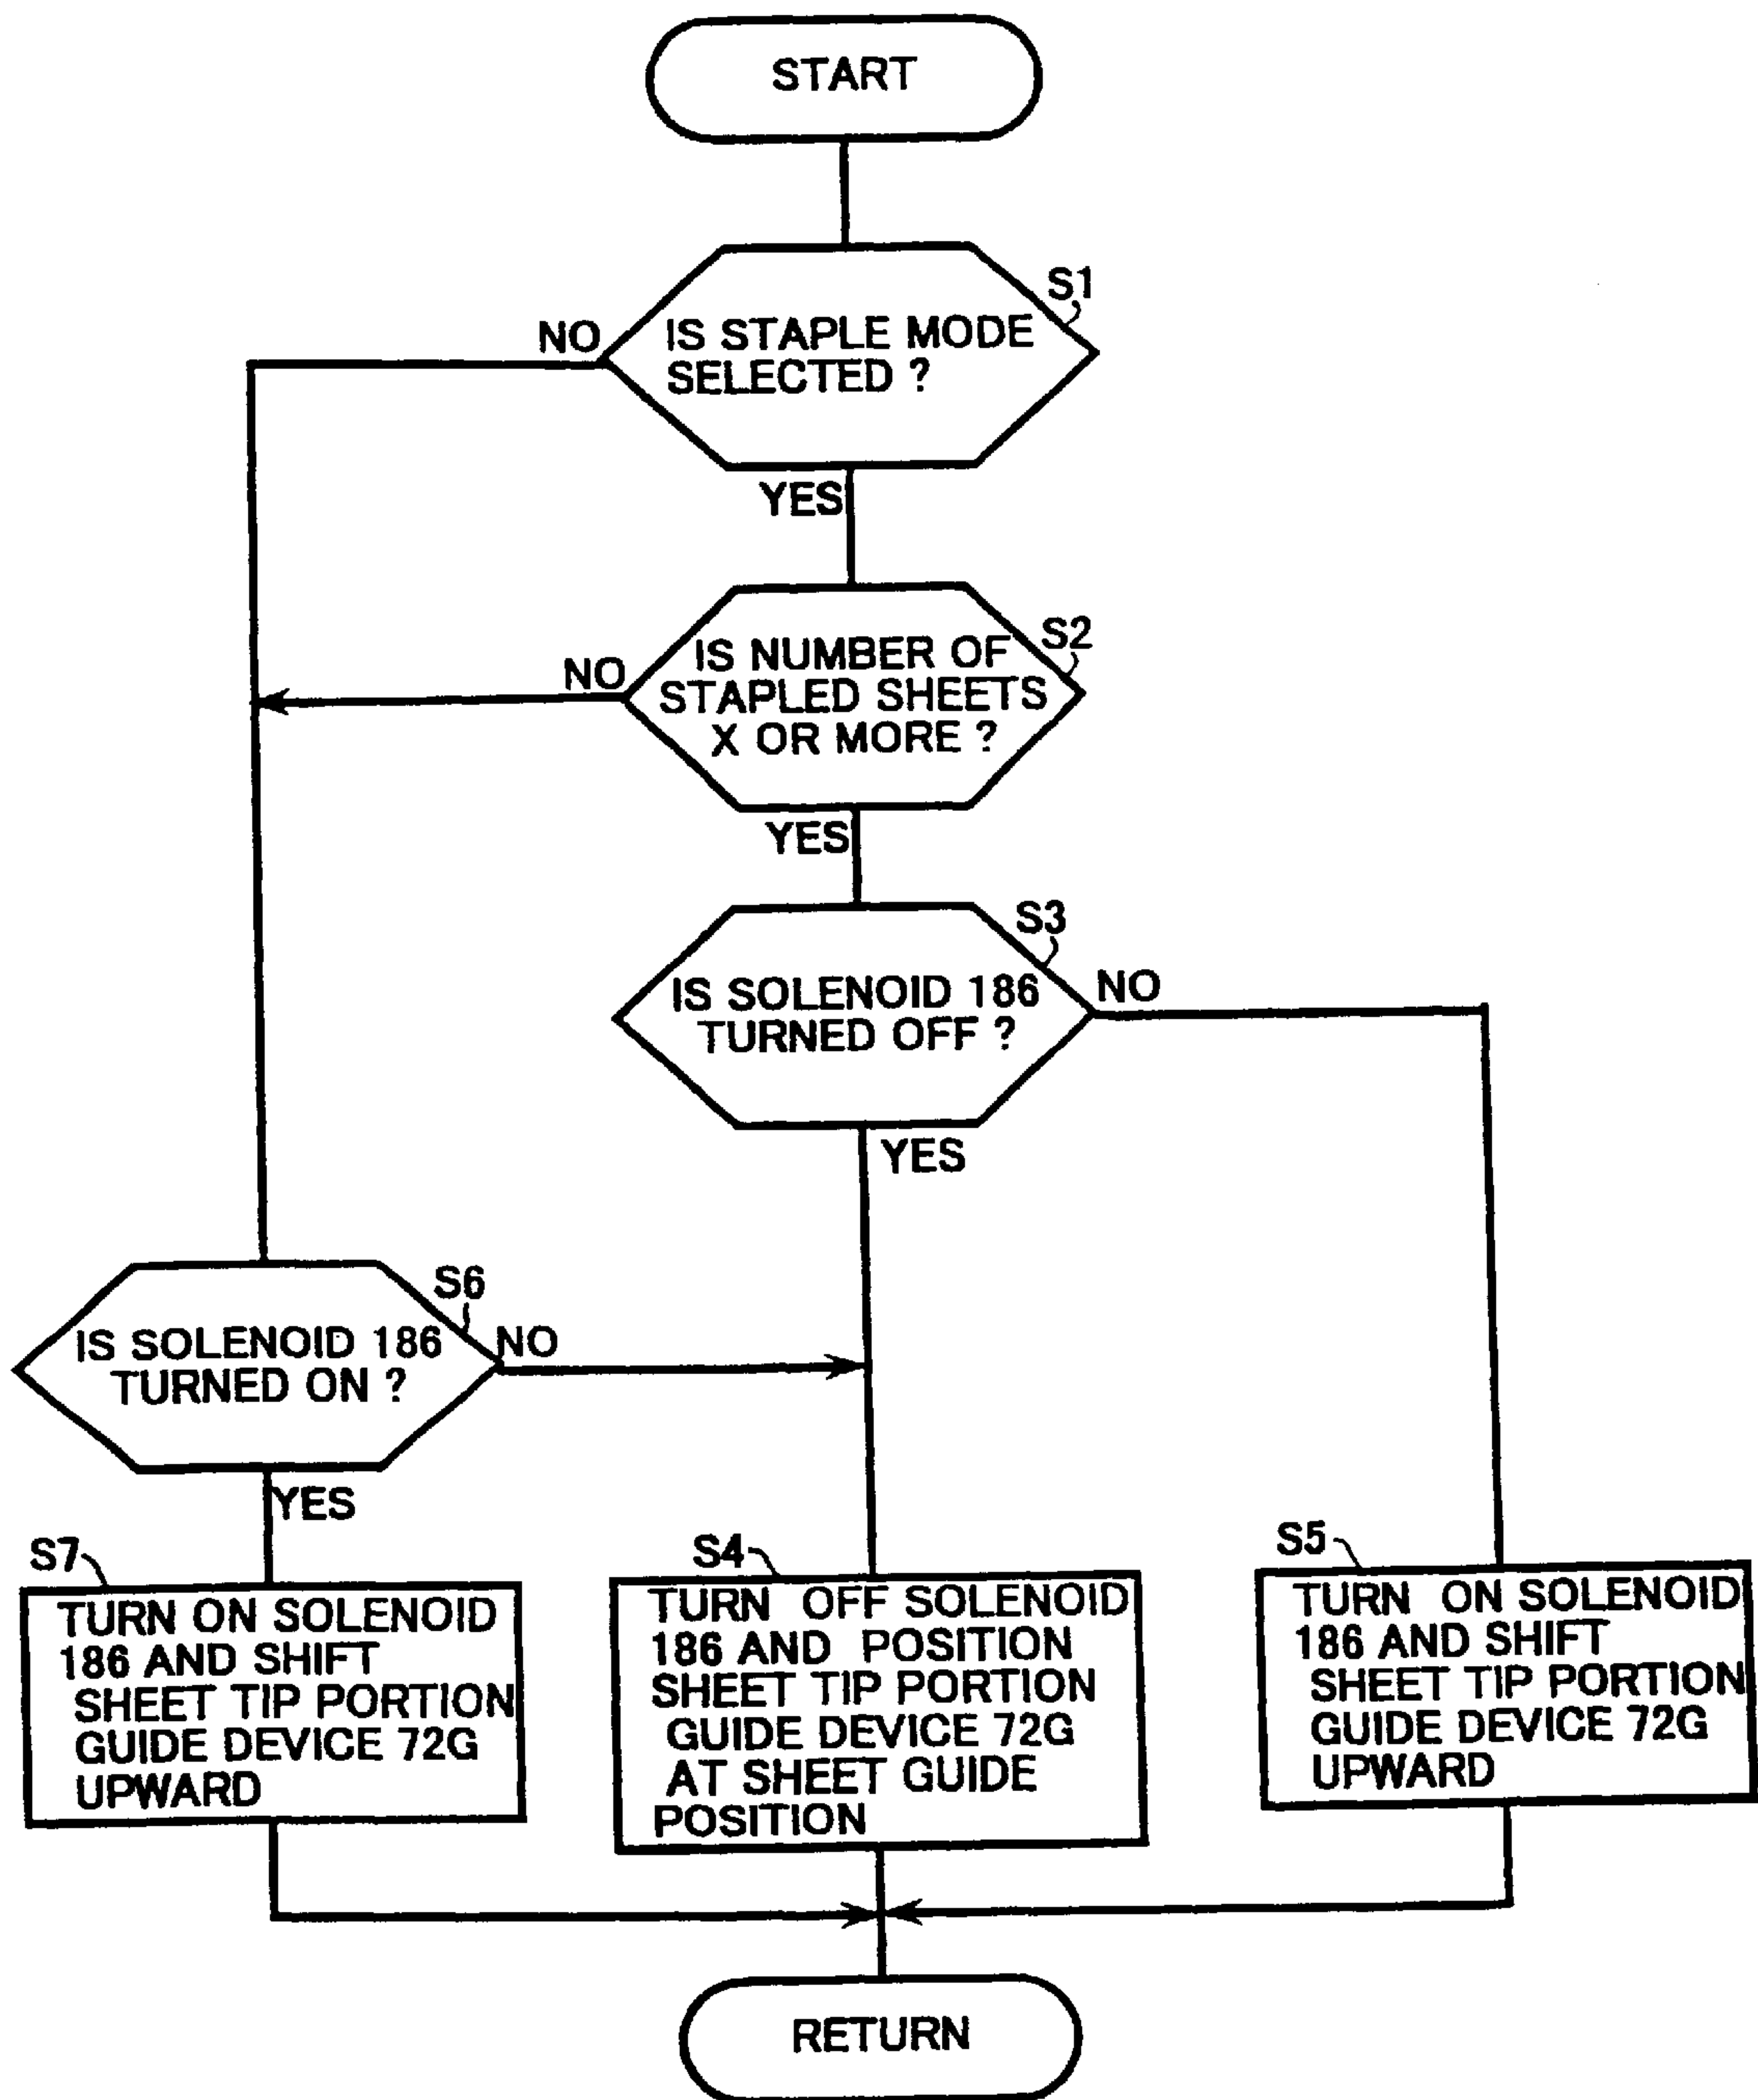 START
S1
NO
IS STAPLE MODE
SELECTED ?
YES
S2
NO
IS NUMBER OF
STAPLED SHEETS
X OR MORE ?
YES
S3
IS SOLENOID 186
TURNED OFF ?
NO
YES
S6
IS SOLENOID 186
TURNED ON ?
NO
YES
S7
TURN ON SOLENOID
186 AND SHIFT
SHEET TIP PORTION
GUIDE DEVICE 72G
UPWARD
S4
TURN OFF SOLENOID
186 AND POSITION
SHEET TIP PORTION
GUIDE DEVICE 72G
AT SHEET GUIDE
POSITION
S5
TURN ON SOLENOID
186 AND SHIFT
SHEET TIP PORTION
GUIDE DEVICE 72G
UPWARD
RETURN